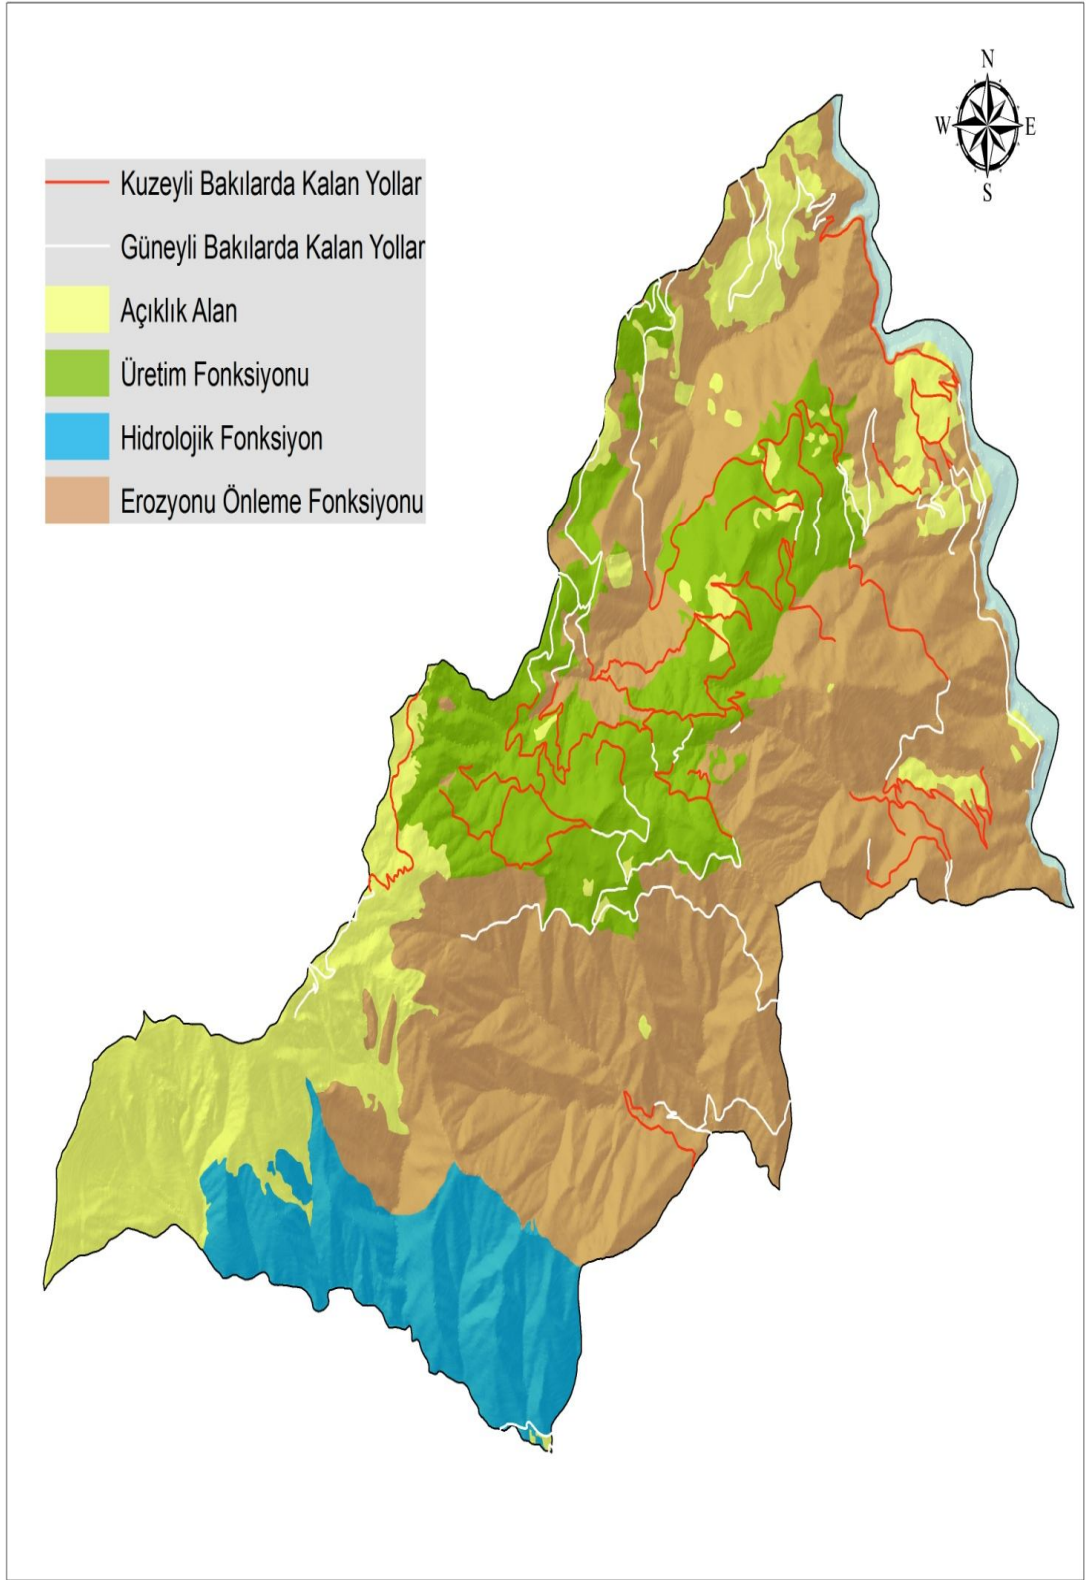 N
W E
S
Kuzeyli Bakılarda Kalan Yollar
Güneyli Bakılarda Kalan Yollar
Açıklık Alan
Üretim Fonksiyonu
Hidrolojik Fonksiyon
Erozyonu Önleme Fonksiyonu